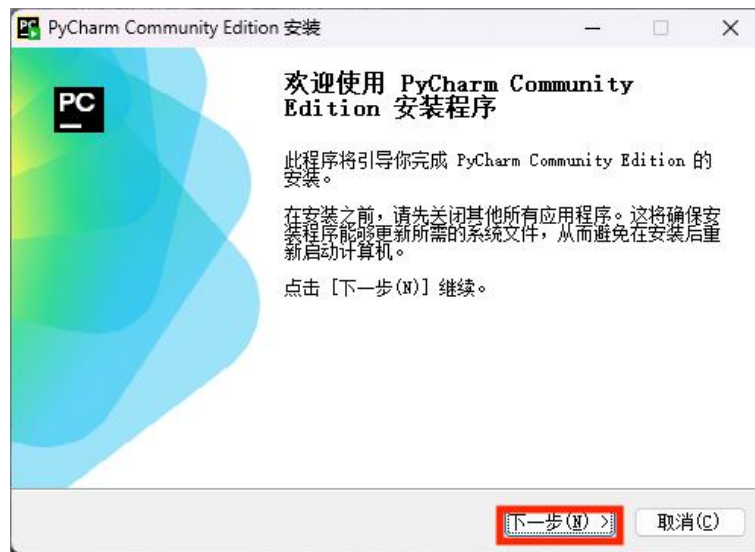 PyCharm Community Edition 安装
PC
欢迎使用 PyCharm Community
Edition 安装程序
此程序将引导你完成 PyCharm Community Edition 的
安装。
在安装之前，请先关闭其他所有应用程序。这将确保安
装程序能够更新所需的系统文件，从而避免在安装后重
新启动计算机。
点击 [下一步(N)] 继续。
下一步(N) >
取消(C)